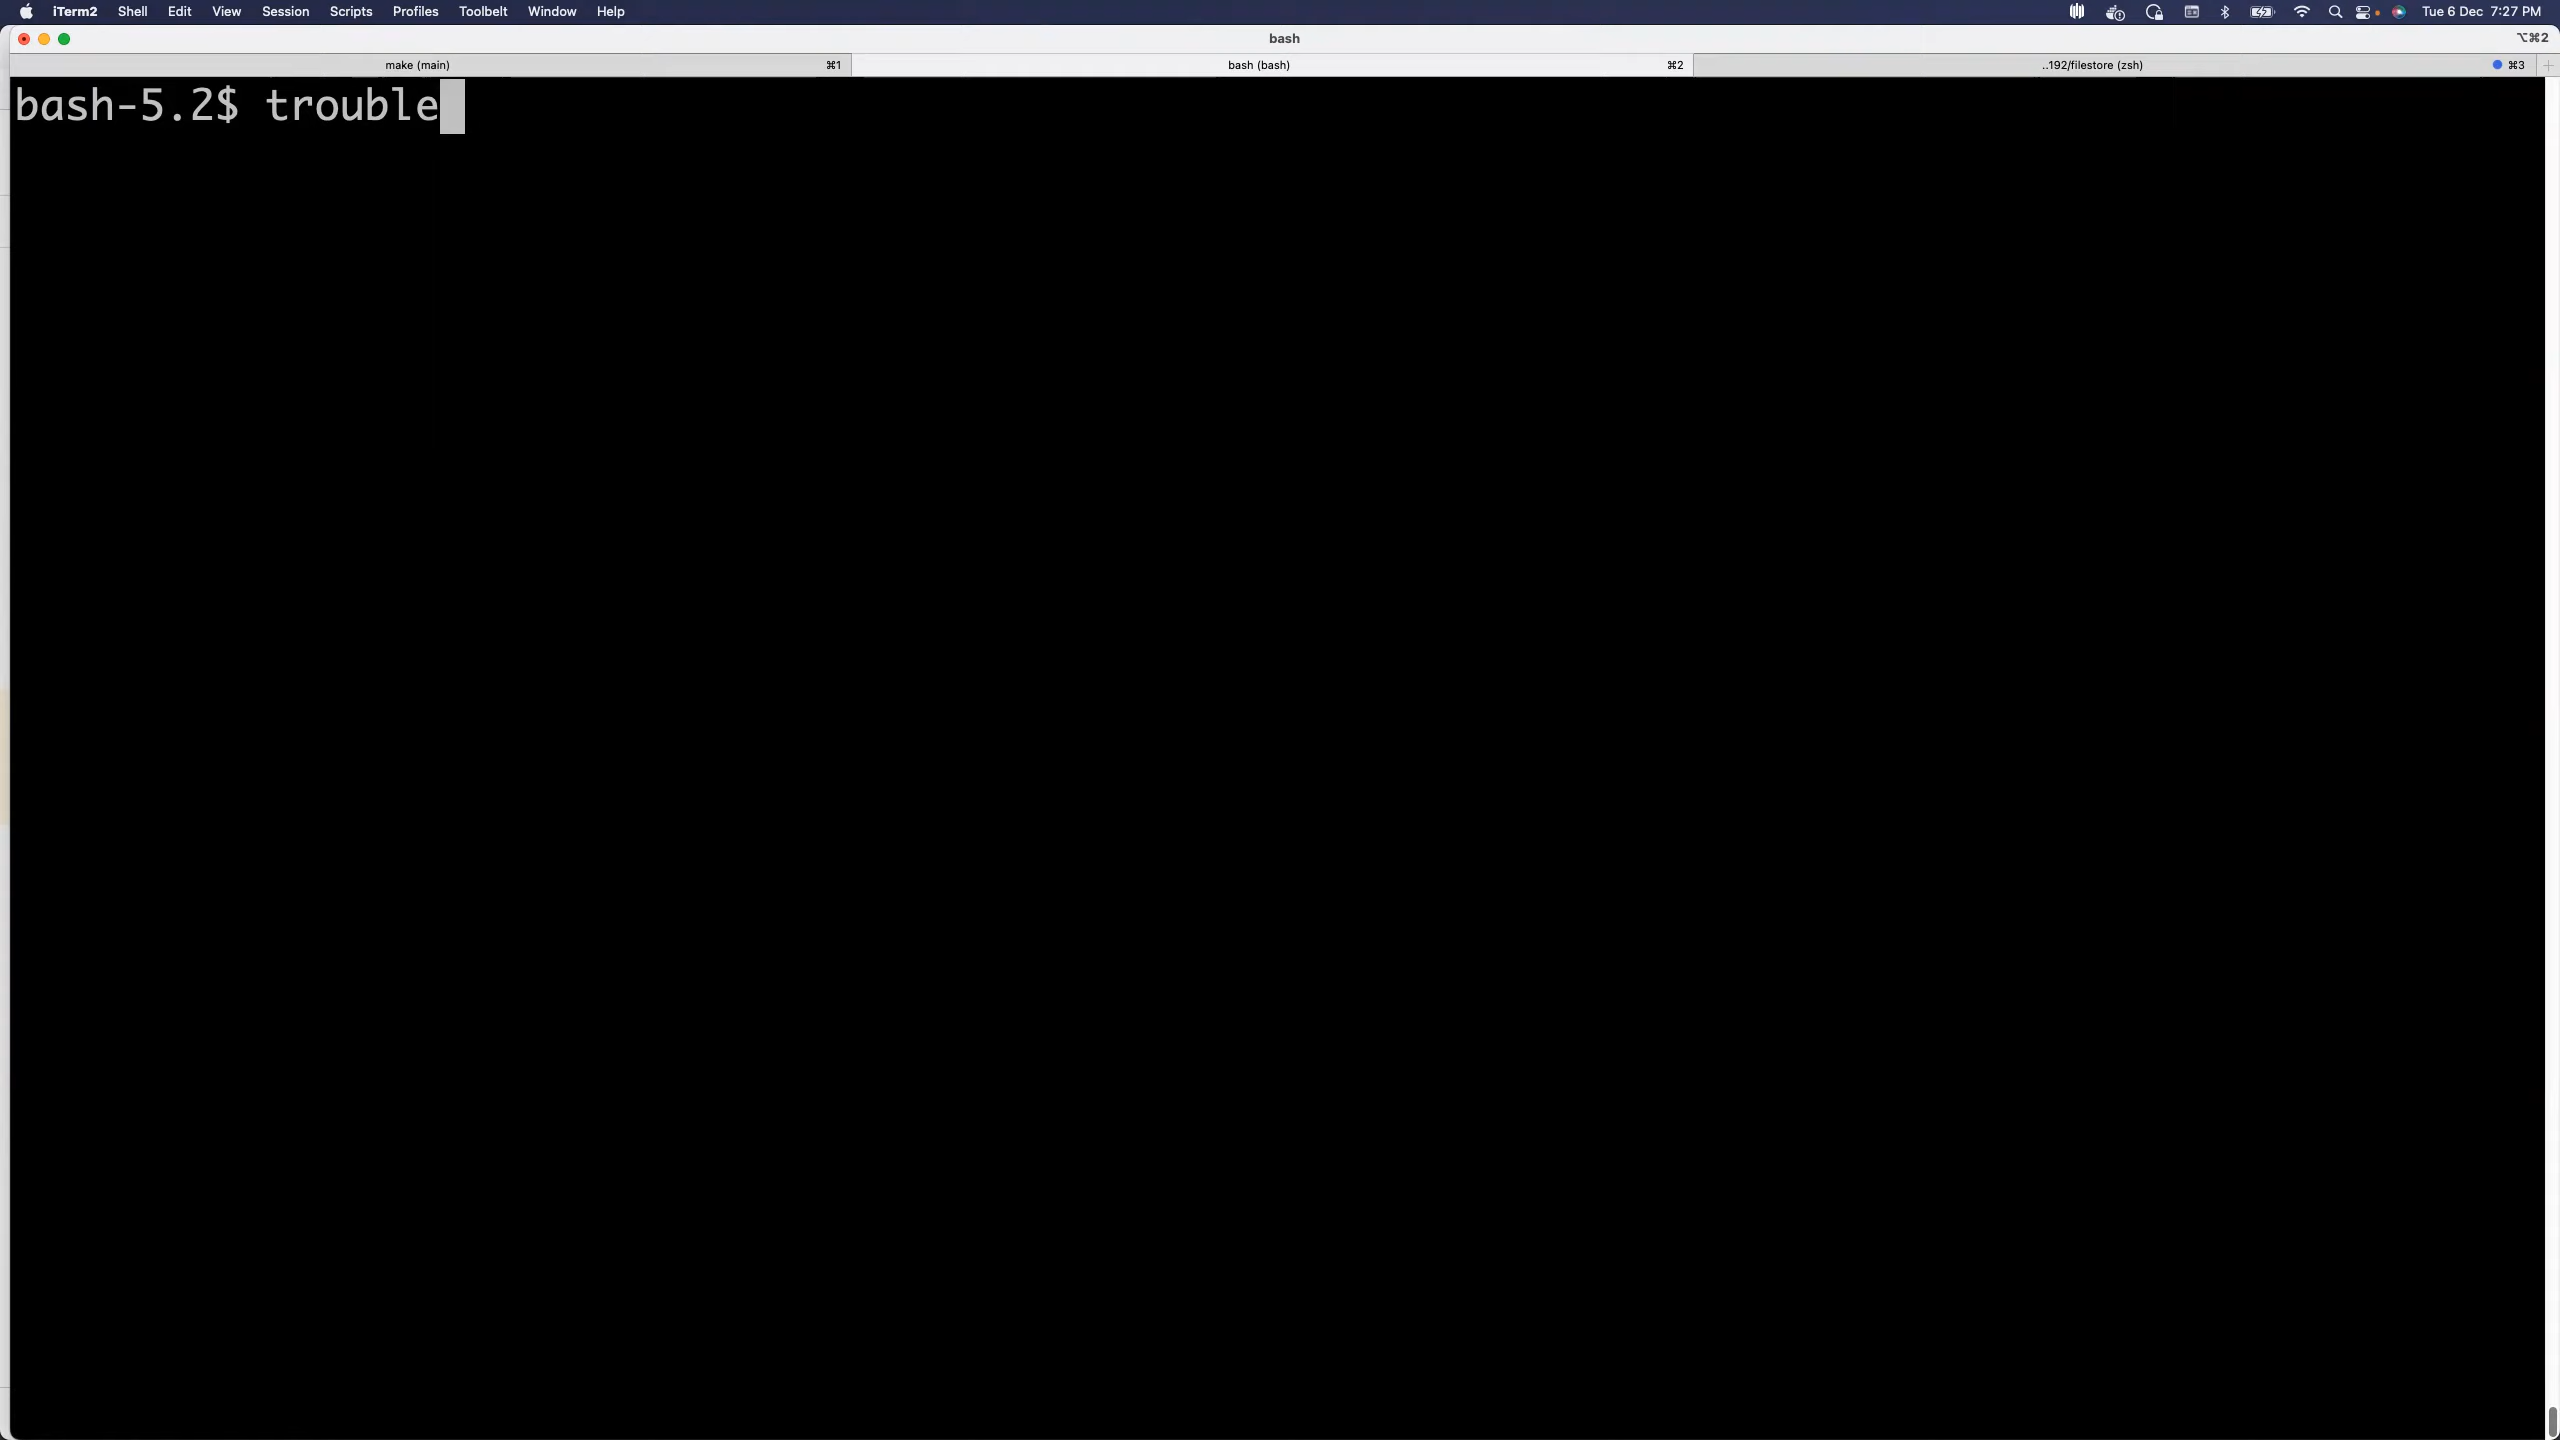 iTerm2 Shell Edit View Session Scripts Profiles Toolbelt Window Help Tue 6 Dec 7:27 PM
bash ⌥⌘2
make (main) ⌘1 bash (bash) ⌘2 ..192/filestore (zsh) ⌘3
bash-5.2$ trouble